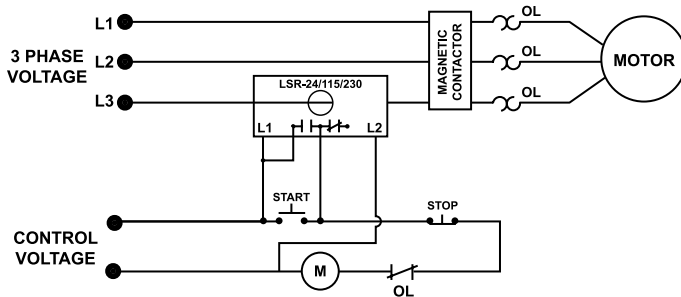 L1
OL
3 PHASE
VOLTAGE
L2
OL
MAGNETIC
CONTACTOR
MOTOR
LSR-24/115/230
L3
OL
L1
L2
START
STOP
CONTROL
VOLTAGE
M
OL